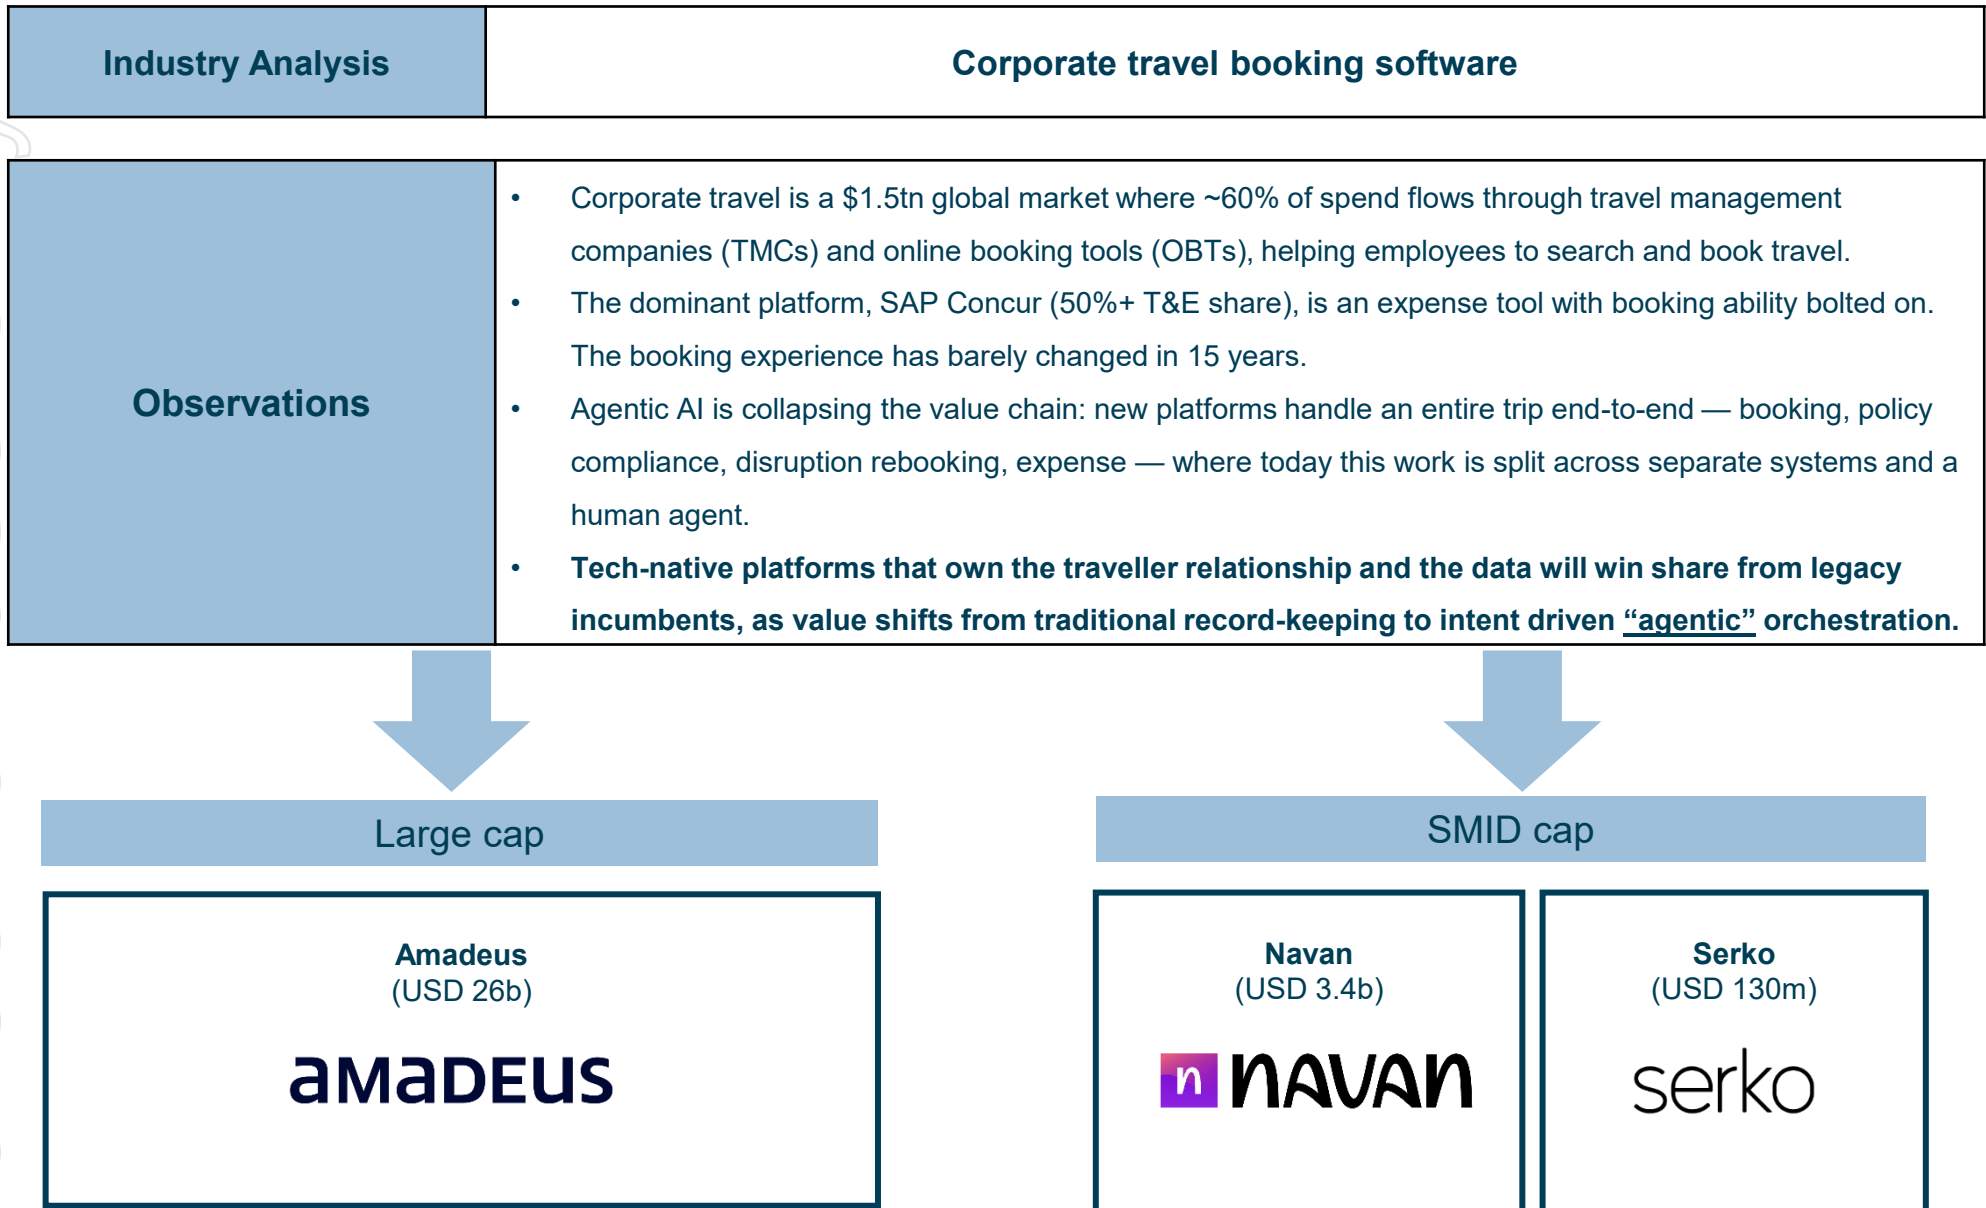 Industry Analysis
Corporate travel booking software
Observations
• Corporate travel is a $1.5tn global market where ~60% of spend flows through travel management
companies (TMCs) and online booking tools (OBTs), helping employees to search and book travel.
• The dominant platform, SAP Concur (50%+ T&E share), is an expense tool with booking ability bolted on.
The booking experience has barely changed in 15 years.
• Agentic AI is collapsing the value chain: new platforms handle an entire trip end-to-end — booking, policy
compliance, disruption rebooking, expense — where today this work is split across separate systems and a
human agent.
• Tech-native platforms that own the traveller relationship and the data will win share from legacy
incumbents, as value shifts from traditional record-keeping to intent driven “agentic” orchestration.
Large cap
Amadeus
(USD 26b)
aMaDEUS
SMID cap
Navan
(USD 3.4b)
n NAVAN
Serko
(USD 130m)
serko